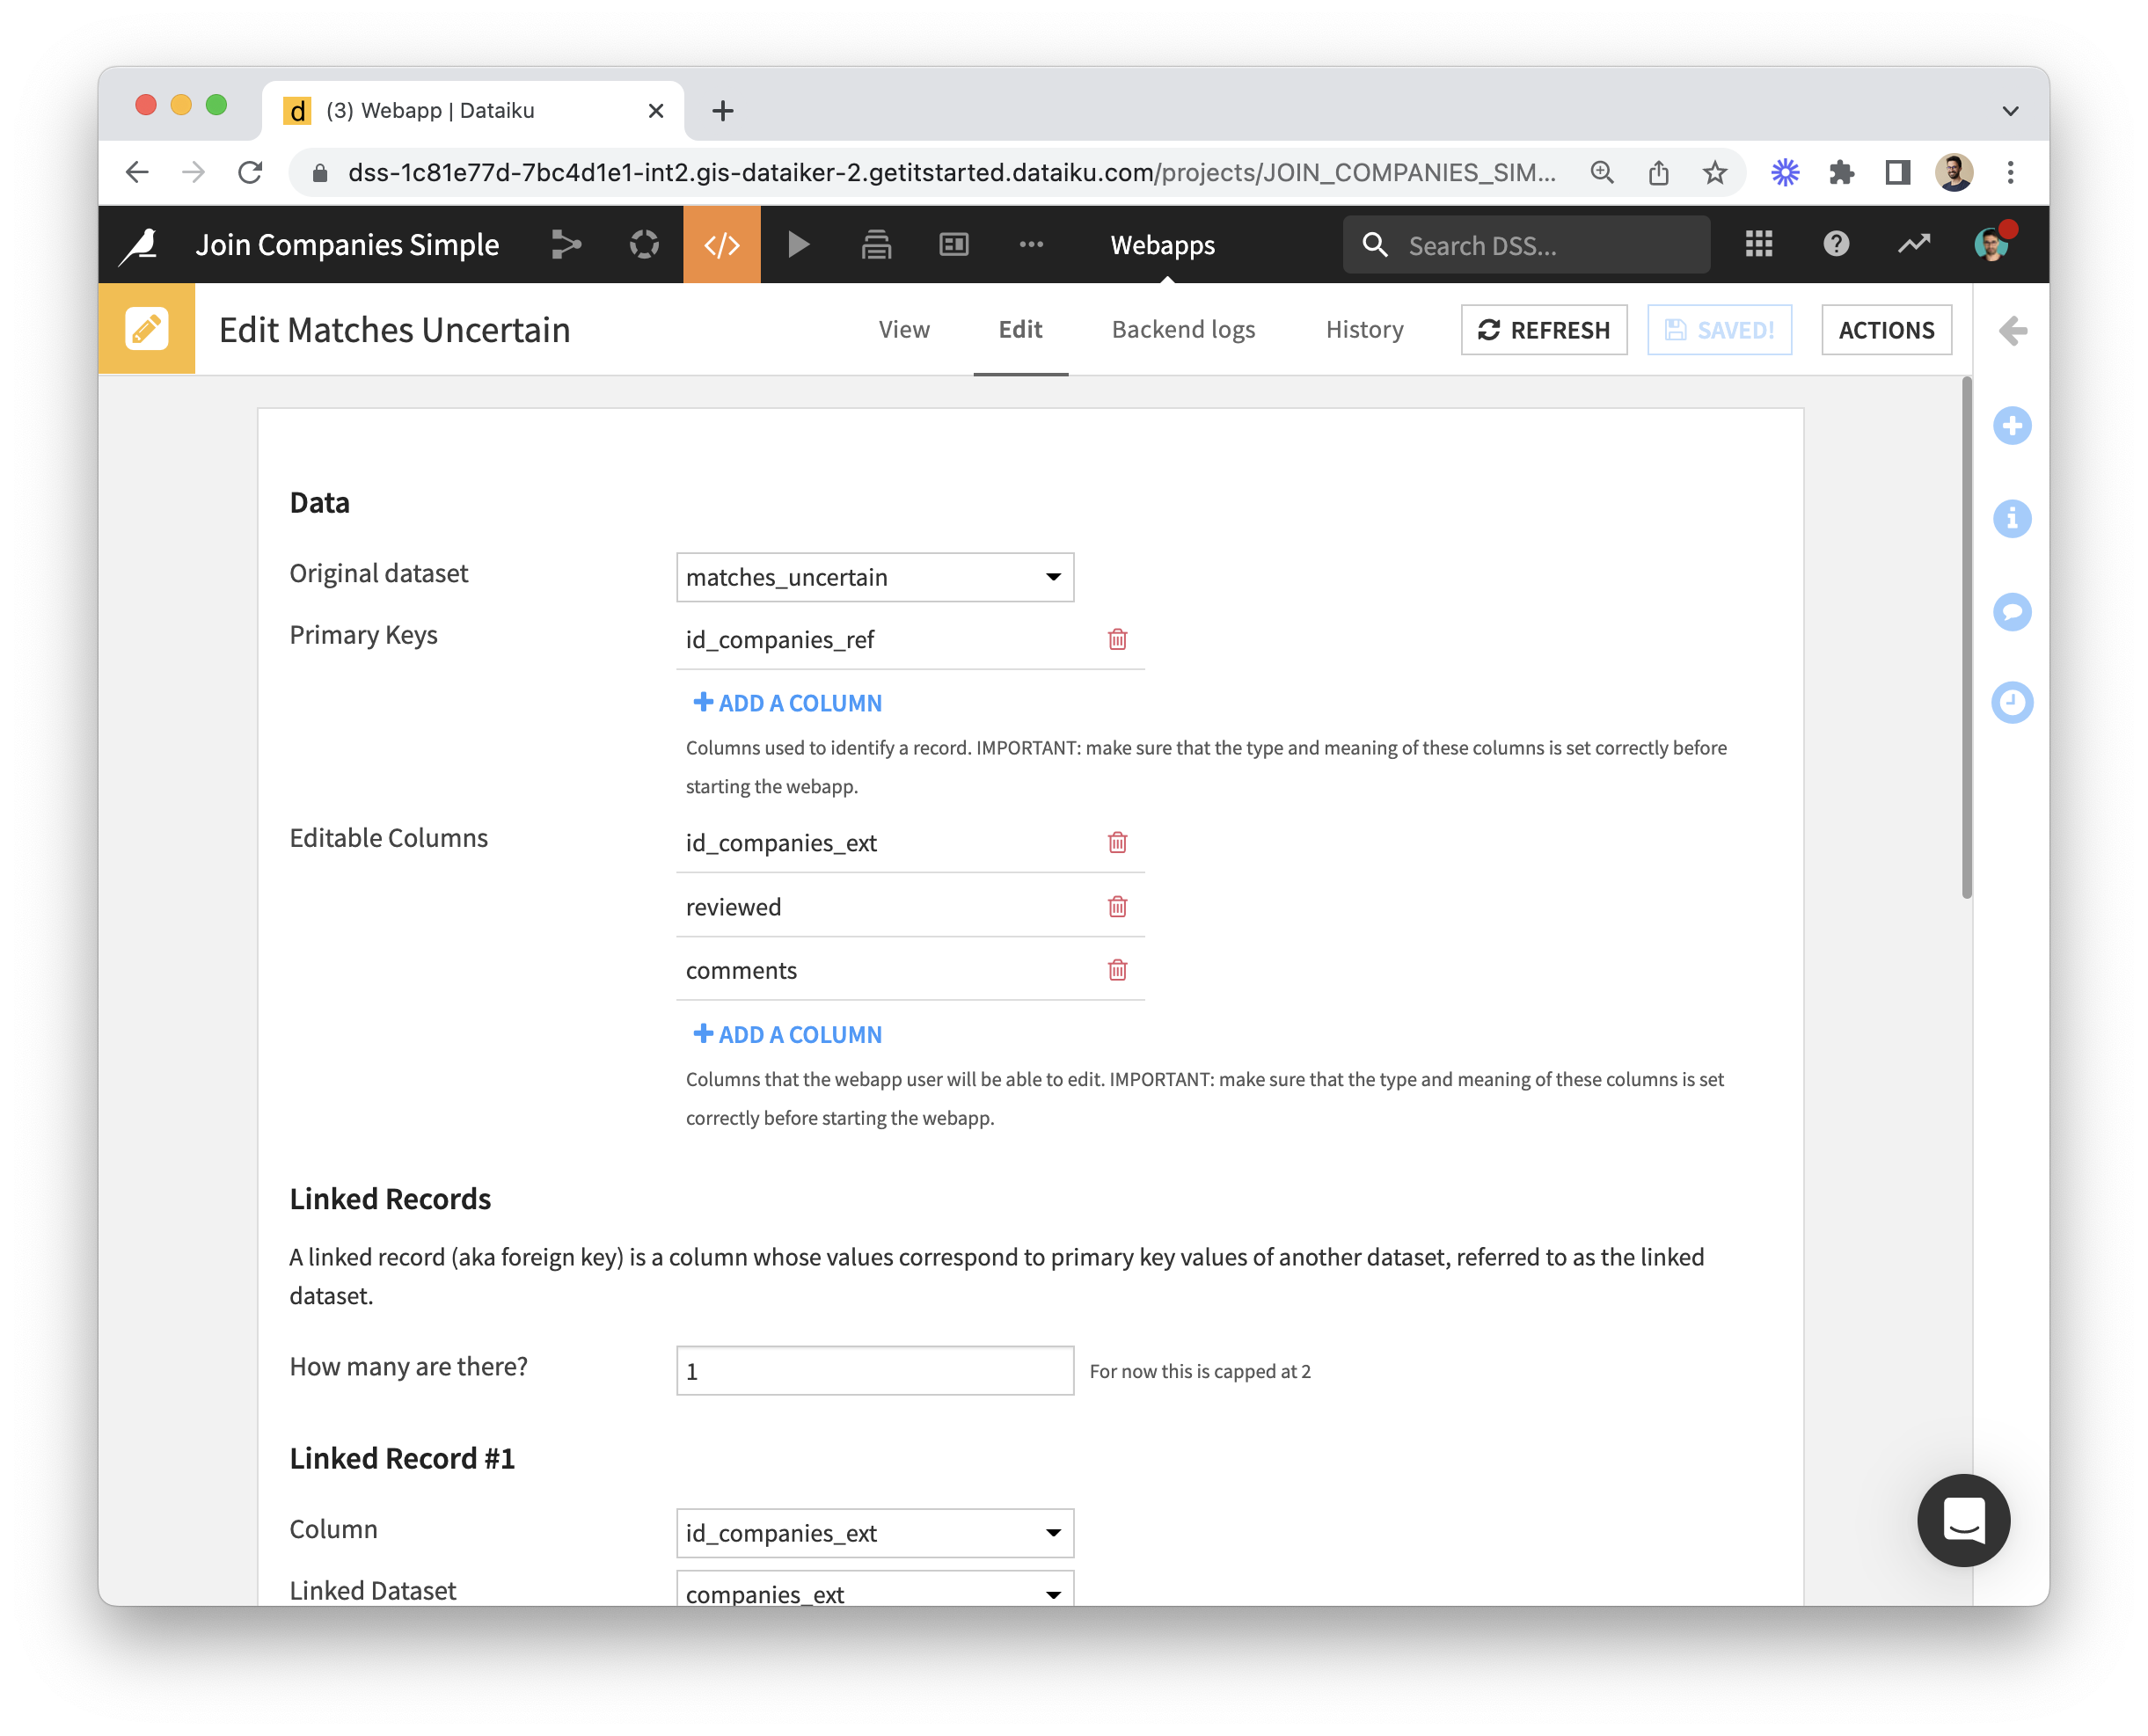 d (3) Webapp | Dataiku
dss-1c81e77d-7bc4d1e1-int2.gis-dataiker-2.getitstarted.dataiku.com/projects/JOIN_COMPANIES_SIM...
Join Companies Simple
</>
Webapps
Search DSS...
Edit Matches Uncertain
View
Edit
Backend logs
History
REFRESH
SAVED!
ACTIONS
Data
Original dataset
matches_uncertain
Primary Keys
id_companies_ref
ADD A COLUMN
Columns used to identify a record. IMPORTANT: make sure that the type and meaning of these columns is set correctly before
starting the webapp.
Editable Columns
id_companies_ext
reviewed
comments
ADD A COLUMN
Columns that the webapp user will be able to edit. IMPORTANT: make sure that the type and meaning of these columns is set
correctly before starting the webapp.
Linked Records
A linked record (aka foreign key) is a column whose values correspond to primary key values of another dataset, referred to as the linked
dataset.
How many are there?
1
For now this is capped at 2
Linked Record #1
Column
id_companies_ext
Linked Dataset
companies_ext